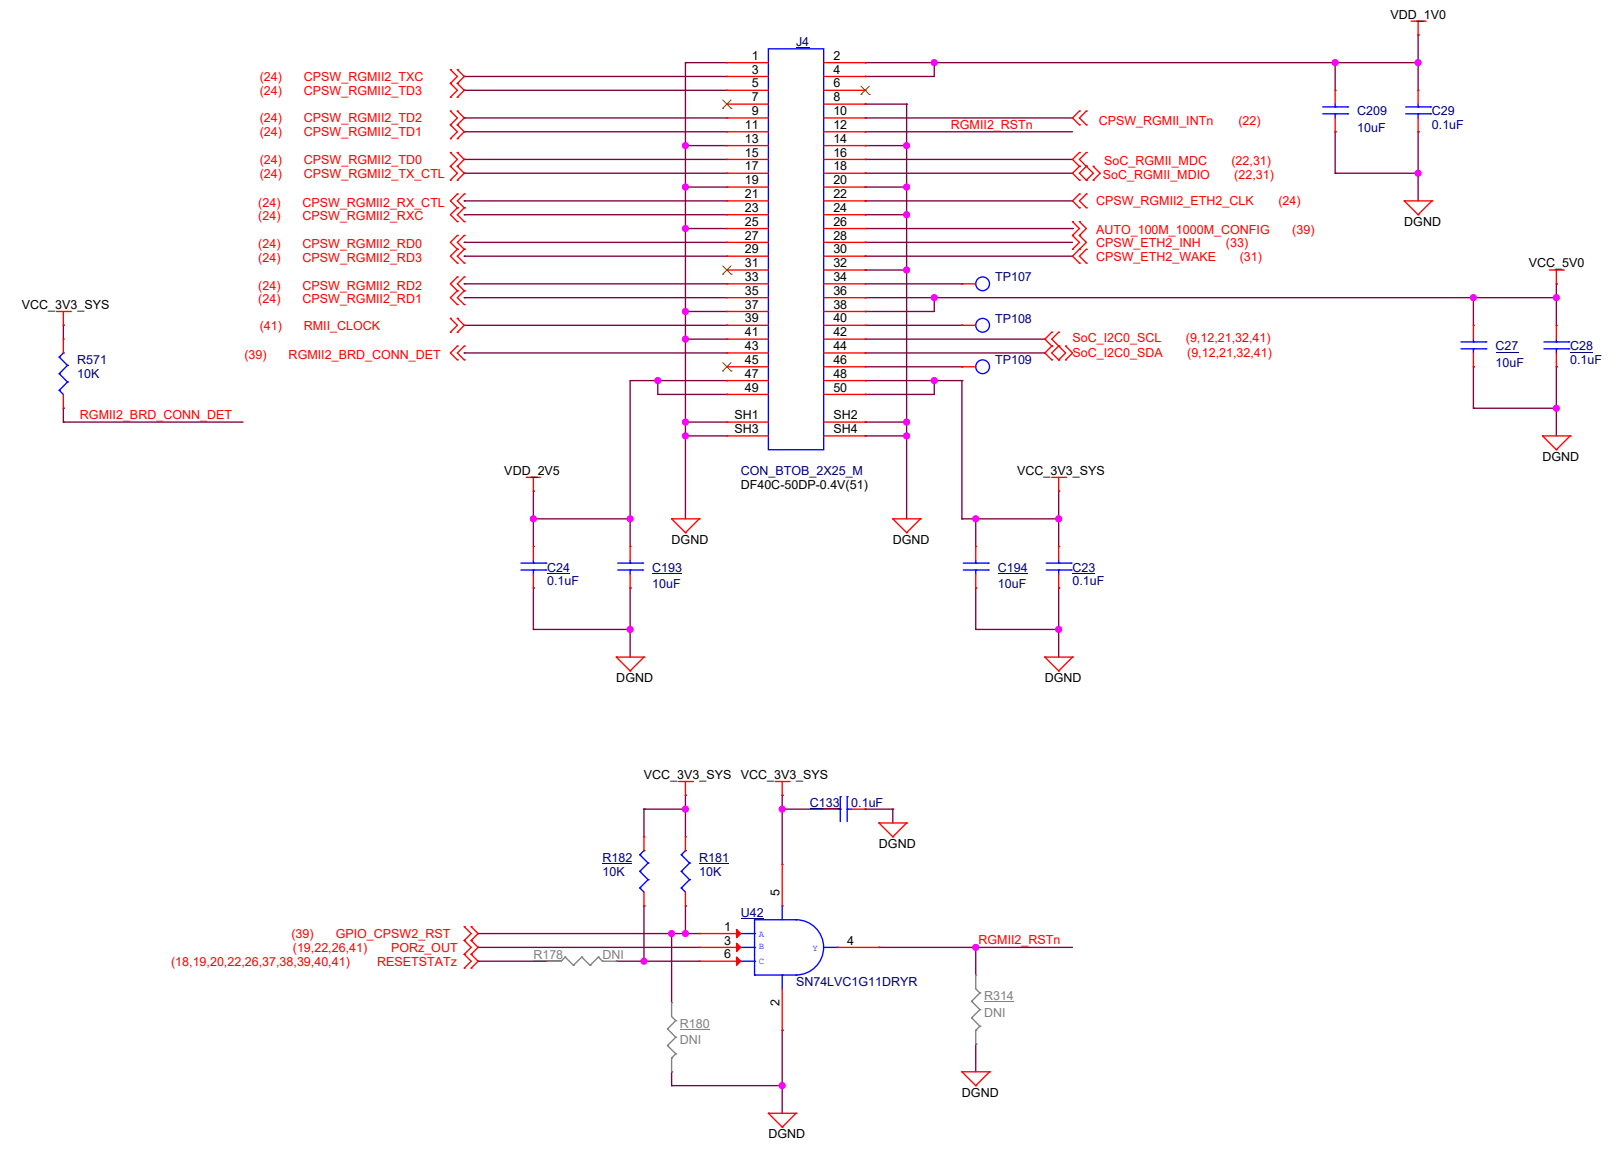 VDD_1V0
J4
1 2
3 4
5 6
7 8
9 10
11 12
13 14
15 16
17 18
19 20
21 22
23 24
25 26
27 28
29 30
31 32
33 34
35 36
37 38
39 40
41 42
43 44
45 46
47 48
49 50
SH1 SH2
SH3 SH4
CON_BTOB_2X25_M
DF40C-50DP-0.4V(51)
(24) CPSW_RGMII2_TXC
(24) CPSW_RGMII2_TD3
(24) CPSW_RGMII2_TD2
(24) CPSW_RGMII2_TD1
(24) CPSW_RGMII2_TD0
(24) CPSW_RGMII2_TX_CTL
(24) CPSW_RGMII2_RX_CTL
(24) CPSW_RGMII2_RXC
(24) CPSW_RGMII2_RD0
(24) CPSW_RGMII2_RD3
(24) CPSW_RGMII2_RD2
(24) CPSW_RGMII2_RD1
(41) RMII_CLOCK
(39) RGMII2_BRD_CONN_DET
RGMII2_RSTn
CPSW_RGMII_INTn (22)
SoC_RGMII_MDC (22,31)
SoC_RGMII_MDIO (22,31)
CPSW_RGMII2_ETH2_CLK (24)
AUTO_100M_1000M_CONFIG (39)
CPSW_ETH2_INH (33)
CPSW_ETH2_WAKE (31)
TP107
TP108
SoC_I2C0_SCL (9,12,21,32,41)
SoC_I2C0_SDA (9,12,21,32,41)
TP109
C209
10uF
C29
0.1uF
DGND
VCC_5V0
C27
10uF
C28
0.1uF
DGND
VCC_3V3_SYS
R571
10K
RGMII2_BRD_CONN_DET
VDD_2V5
C24
0.1uF
C193
10uF
DGND
DGND
DGND
VCC_3V3_SYS
C194
10uF
C23
0.1uF
DGND
VCC_3V3_SYS VCC_3V3_SYS
C133 0.1uF
DGND
R182
10K
R181
10K
5
U42
(39) GPIO_CPSW2_RST 1 A
(19,22,26,41) PORz_OUT 3 B
(18,19,20,22,26,37,38,39,40,41) RESETSTATz R178 DNI 6 C
Y 4 RGMII2_RSTn
SN74LVC1G11DRYR
2
R180
DNI
R314
DNI
DGND
DGND